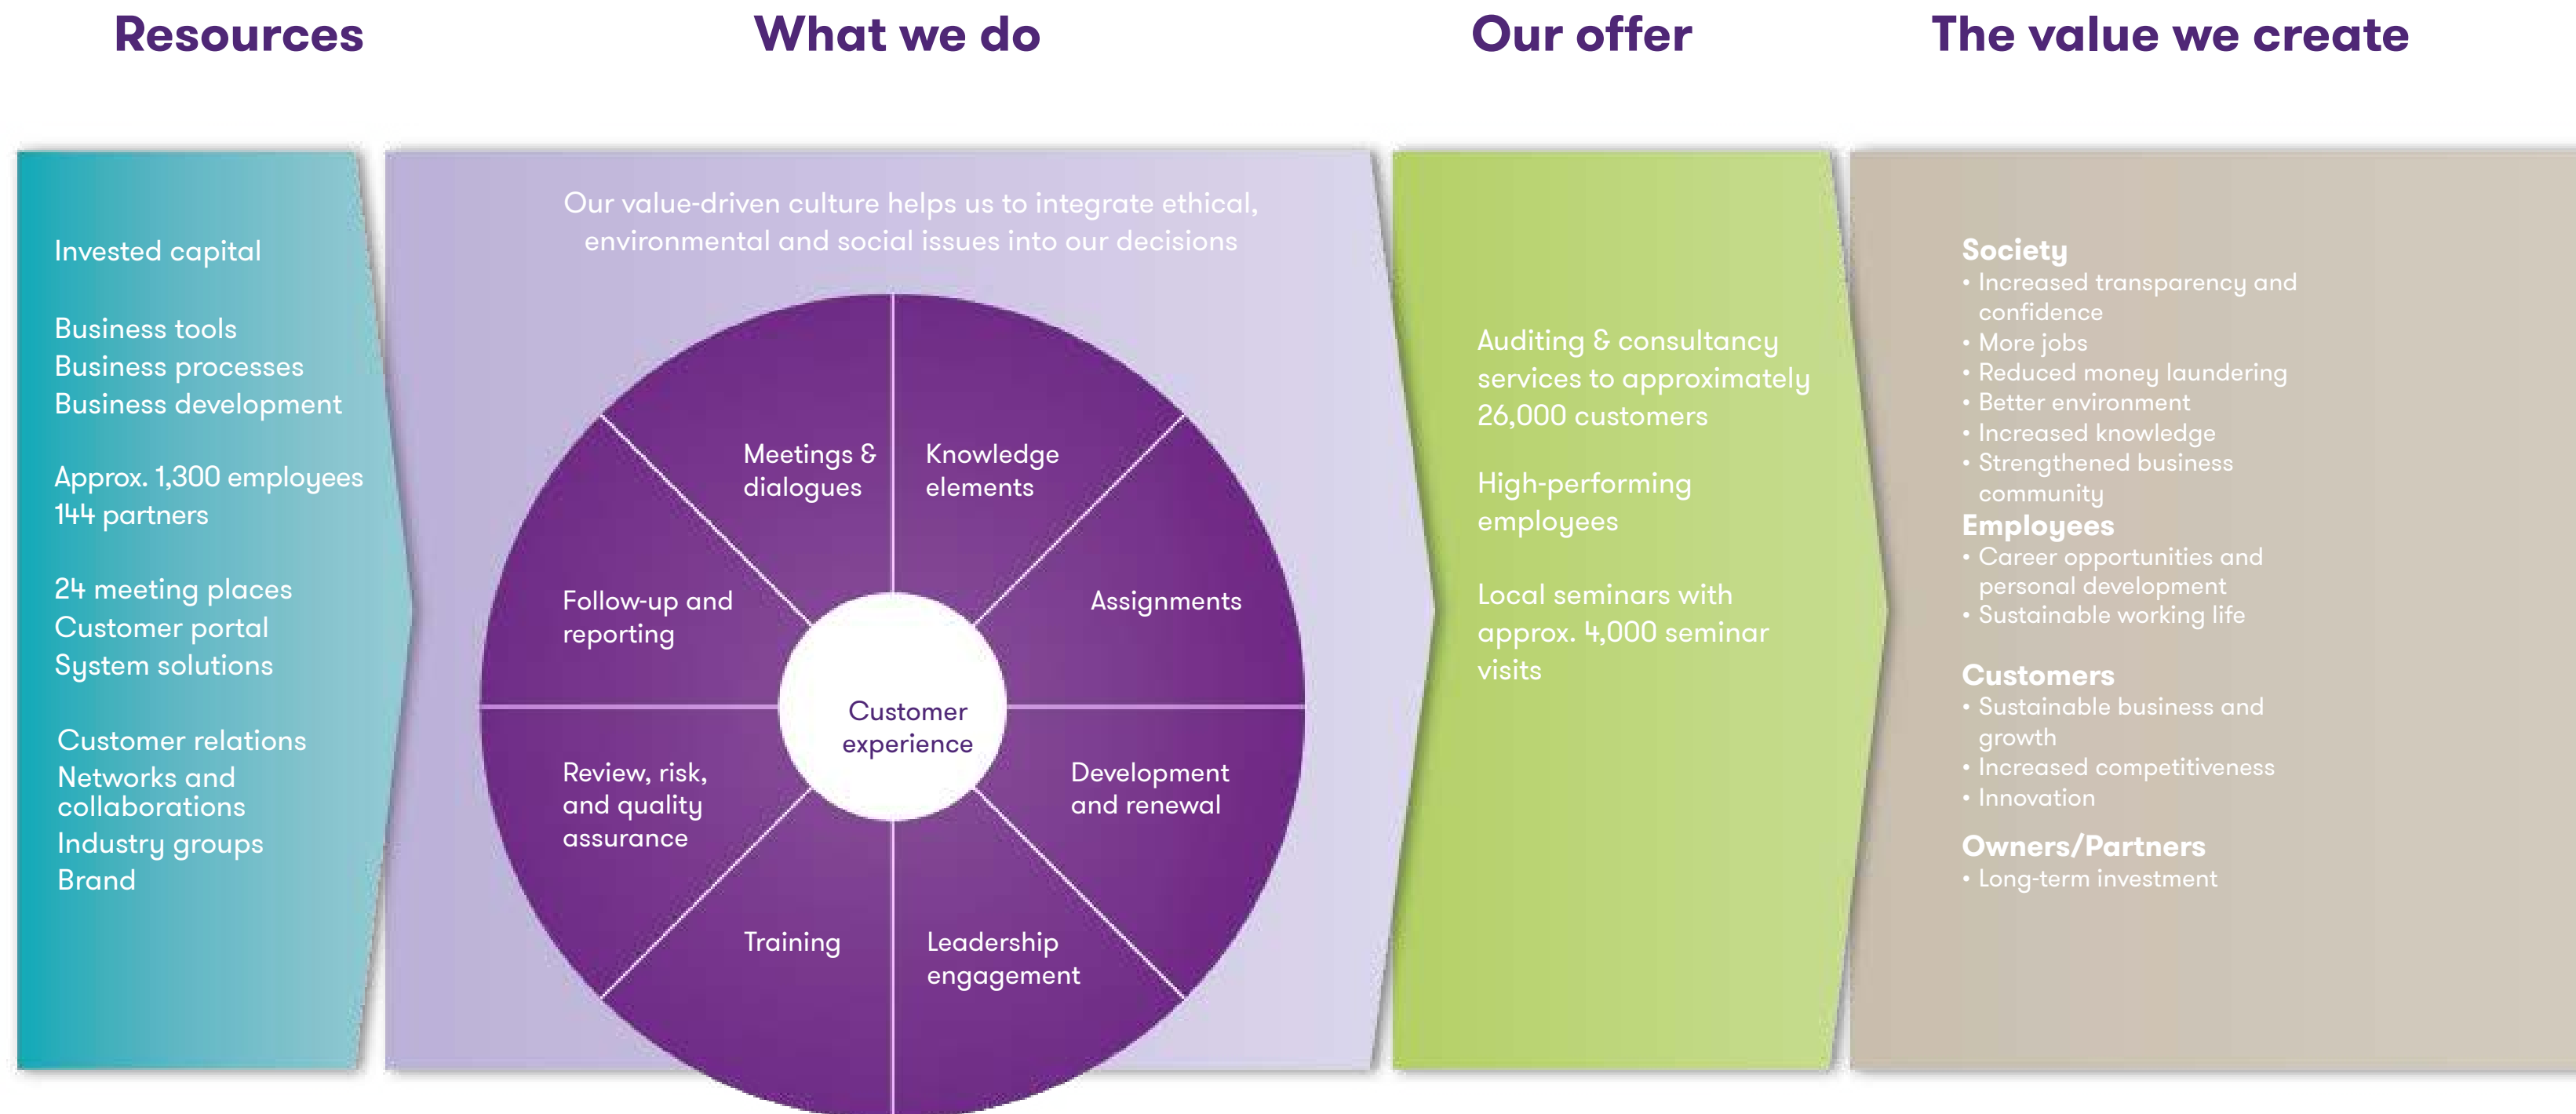 Resources
What we do
Our offer
The value we create
Invested capital
Business tools
Business processes
Business development
Approx. 1,300 employees
144 partners
24 meeting places
Customer portal
System solutions
Customer relations
Networks and
collaborations
Industry groups
Brand
Our value-driven culture helps us to integrate ethical,
environmental and social issues into our decisions
Meetings &
dialogues
Knowledge
elements
Assignments
Development
and renewal
Leadership
engagement
Training
Review, risk,
and quality
assurance
Follow-up and
reporting
Customer
experience
Auditing & consultancy
services to approximately
26,000 customers
High-performing
employees
Local seminars with
approx. 4,000 seminar
visits
Society
• Increased transparency and
confidence
• More jobs
• Reduced money laundering
• Better environment
• Increased knowledge
• Strengthened business
community
Employees
• Career opportunities and
personal development
• Sustainable working life
Customers
• Sustainable business and
growth
• Increased competitiveness
• Innovation
Owners/Partners
• Long-term investment